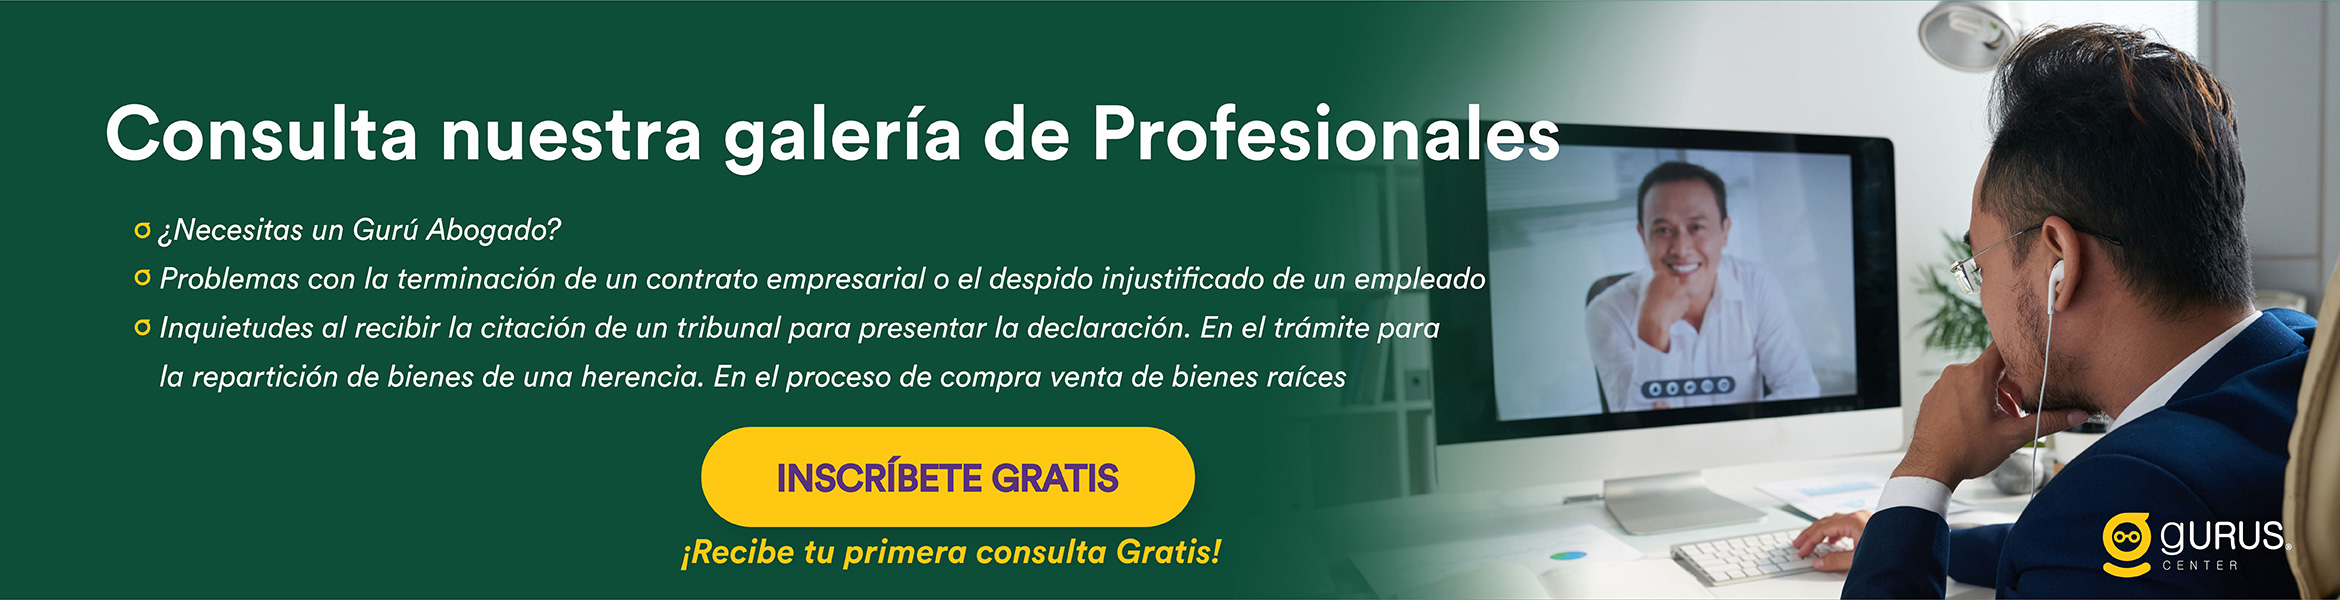 Consulta nuestra galería de Profesionales
¿Necesitas un Gurú Abogado?
Problemas con la terminación de un contrato empresarial o el despido injustificado de un empleado
Inquietudes al recibir la citación de un tribunal para presentar la declaración. En el trámite para
la repartición de bienes de una herencia. En el proceso de compra venta de bienes raíces
INSCRÍBETE GRATIS
¡Recibe tu primera consulta Gratis!
gURUS®
CENTER